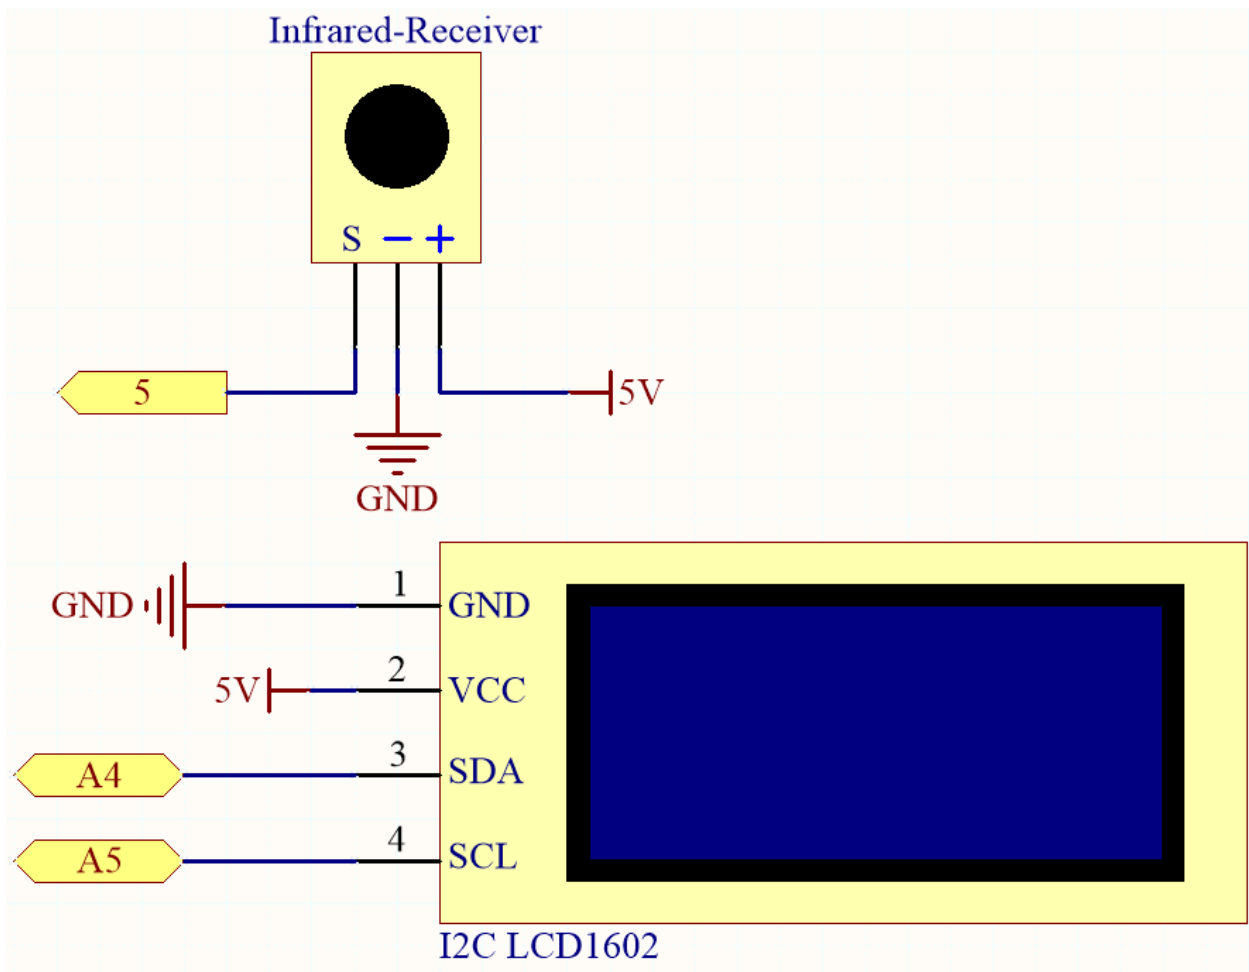 Infrared-Receiver
S − +
5
5V
GND
GND 1 GND
5V 2 VCC
A4 3 SDA
A5 4 SCL
I2C LCD1602